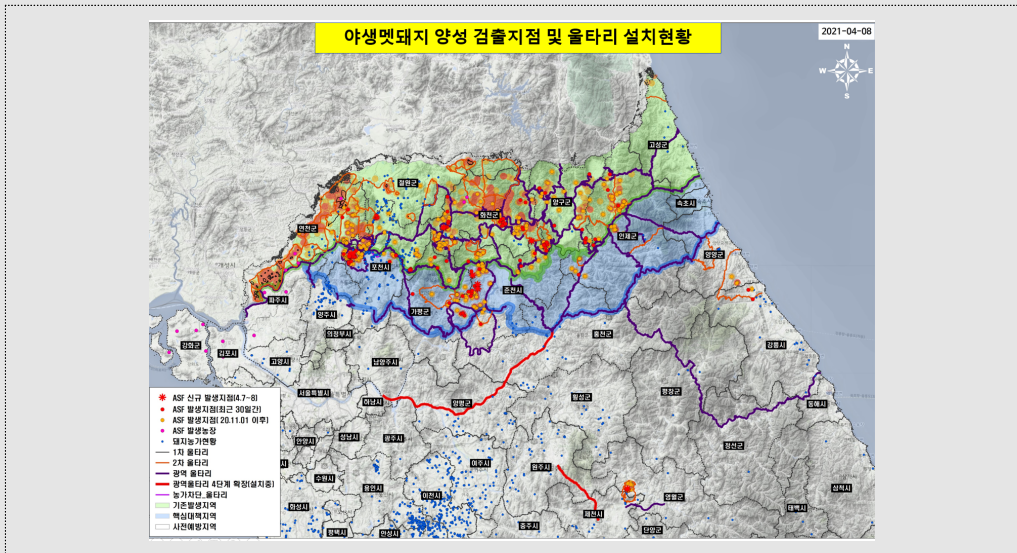 야생멧돼지 양성 검출지점 및 울타리 설치현황
2021-04-08
N
W E
S
고성군
철원군
속초시
양구군
화천군
연천군
인제군
양양군
포천시
춘천시
파주시
가평군
양주시
홍천군
의정부시
강화군
김포시
강릉시
고양시
남양주시
서울특별시
평창군
횡성군
하남시
양평군
동해시
정선군
안양시
성남시
광주시
여주시
원주시
수원시
용인시
이천시
영월군
삼척시
화성시
제천시
태백시
평택시
안성시
충주시
단양군
ASF 신규 발생지점(4.7~8)
ASF 발생지점(최근 30일간)
ASF 발생지점(20.11.01 이후)
ASF 발생농장
돼지농가현황
1차 울타리
2차 울타리
광역 울타리
광역울타리 4단계 확장(설치중)
농가차단_울타리
기존발생지역
핵심대책지역
사전예방지역